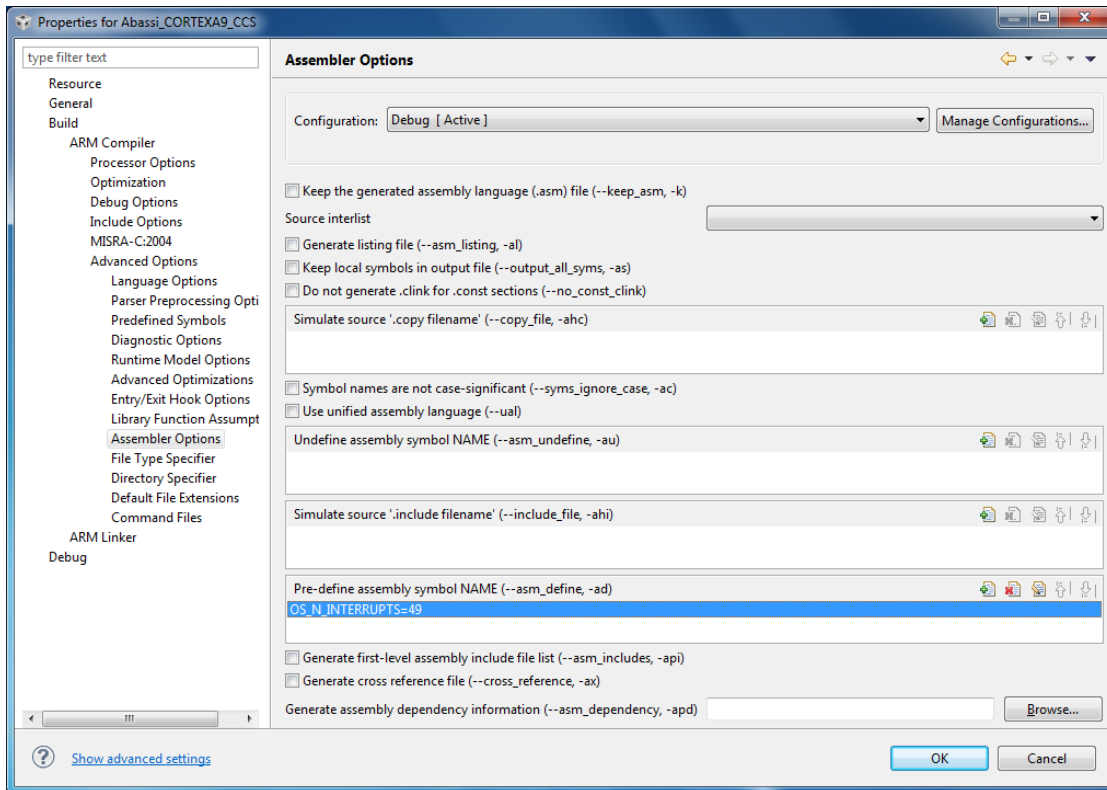 Properties for Abassi_CORTEXA9_CCS
type filter text
Resource
General
Build
ARM Compiler
Processor Options
Optimization
Debug Options
Include Options
MISRA-C:2004
Advanced Options
Language Options
Parser Preprocessing Opti
Predefined Symbols
Diagnostic Options
Runtime Model Options
Advanced Optimizations
Entry/Exit Hook Options
Library Function Assumpt
Assembler Options
File Type Specifier
Directory Specifier
Default File Extensions
Command Files
ARM Linker
Debug
Assembler Options
Configuration: Debug [ Active ] Manage Configurations...
Keep the generated assembly language (.asm) file (--keep_asm, -k)
Source interlist
Generate listing file (--asm_listing, -al)
Keep local symbols in output file (--output_all_syms, -as)
Do not generate .clink for .const sections (--no_const_clink)
Simulate source '.copy filename' (--copy_file, -ahc)
Symbol names are not case-significant (--syms_ignore_case, -ac)
Use unified assembly language (--ual)
Undefine assembly symbol NAME (--asm_undefine, -au)
Simulate source '.include filename' (--include_file, -ahi)
Pre-define assembly symbol NAME (--asm_define, -ad)
OS_N_INTERRUPTS=49
Generate first-level assembly include file list (--asm_includes, -api)
Generate cross reference file (--cross_reference, -ax)
Generate assembly dependency information (--asm_dependency, -apd) Browse...
Show advanced settings
OK Cancel